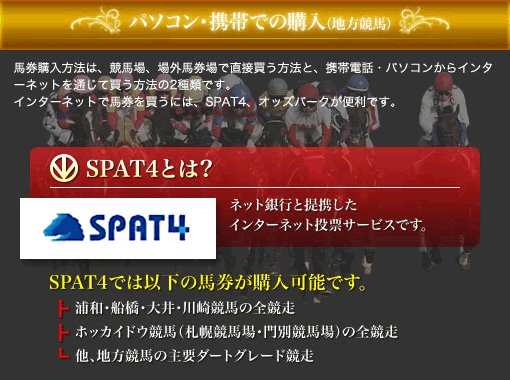 パソコン・携帯での購入(地方競馬)
馬券購入方法は、競馬場、場外馬券場で直接買う方法と、携帯電話・パソコンからインタ
ーネットを通じて買う方法の2種類です。
インターネットで馬券を買うには、SPAT4、オッズパークが便利です。
SPAT4とは?
SPAT4
ネット銀行と提携した
インターネット投票サービスです。
SPAT4では以下の馬券が購入可能です。
浦和・船橋・大井・川崎競馬の全競走
ホッカイドウ競馬(札幌競馬場・門別競馬場)の全競走
他、地方競馬の主要ダートグレード競走